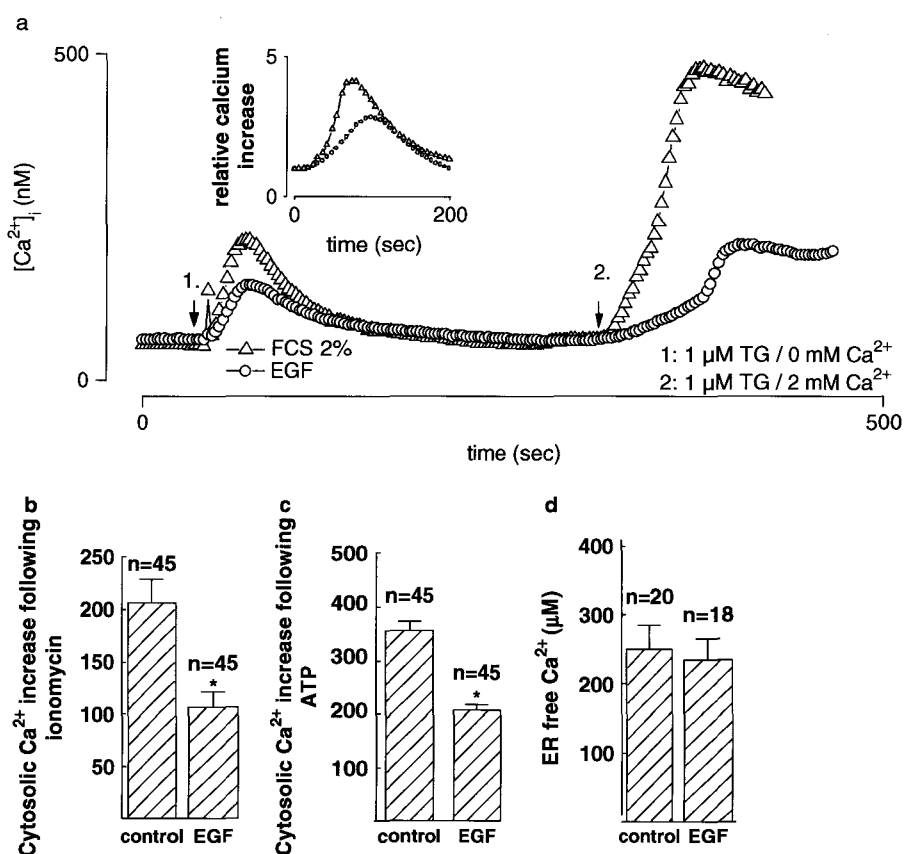 a
500
[Ca²⁺]ᵢ (nM)
0
5
relative calcium
increase
0
0
200
time (sec)
1.
2.
FCS 2%
EGF
1: 1 µM TG / 0 mM Ca²⁺
2: 1 µM TG / 2 mM Ca²⁺
0
500
time (sec)
b
Cytosolic Ca²⁺ increase following
ionomycin
250
200
150
100
50
n=45
n=45
*
control EGF
c
Cytosolic Ca²⁺ increase following
ATP
500
400
300
200
100
n=45
n=45
*
control EGF
d
ER free Ca²⁺ (µM)
400
300
200
100
n=20
n=18
control EGF